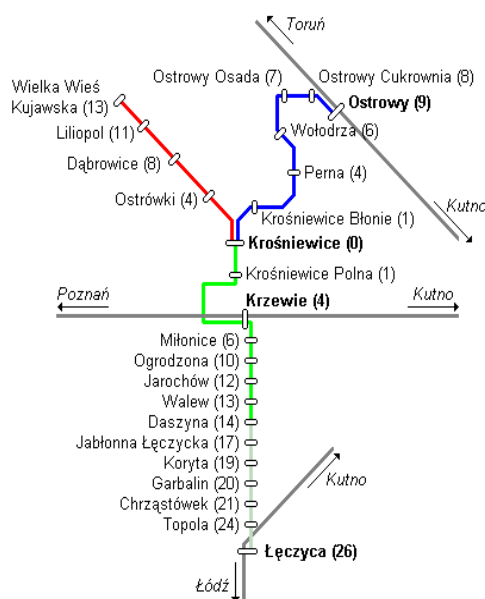 Toruń
Ostrowy Osada (7)
Ostrowy Cukrownia (8)
Wielka Wieś
Kujawska (13)
Ostrowy (9)
Liliopol (11)
Wołodrza (6)
Dąbrowice (8)
Perna (4)
Ostrówki (4)
Kutno
Krośniewice Błonie (1)
Krośniewice (0)
Krośniewice Polna (1)
Poznań
Krzewie (4)
Kutno
Miłonice (6)
Ogrodzona (10)
Jarochów (12)
Walew (13)
Daszyna (14)
Jabłonna Łęczycka (17)
Koryta (19)
Garbalin (20)
Kutno
Chrząstówek (21)
Topola (24)
Łęczyca (26)
Łódź